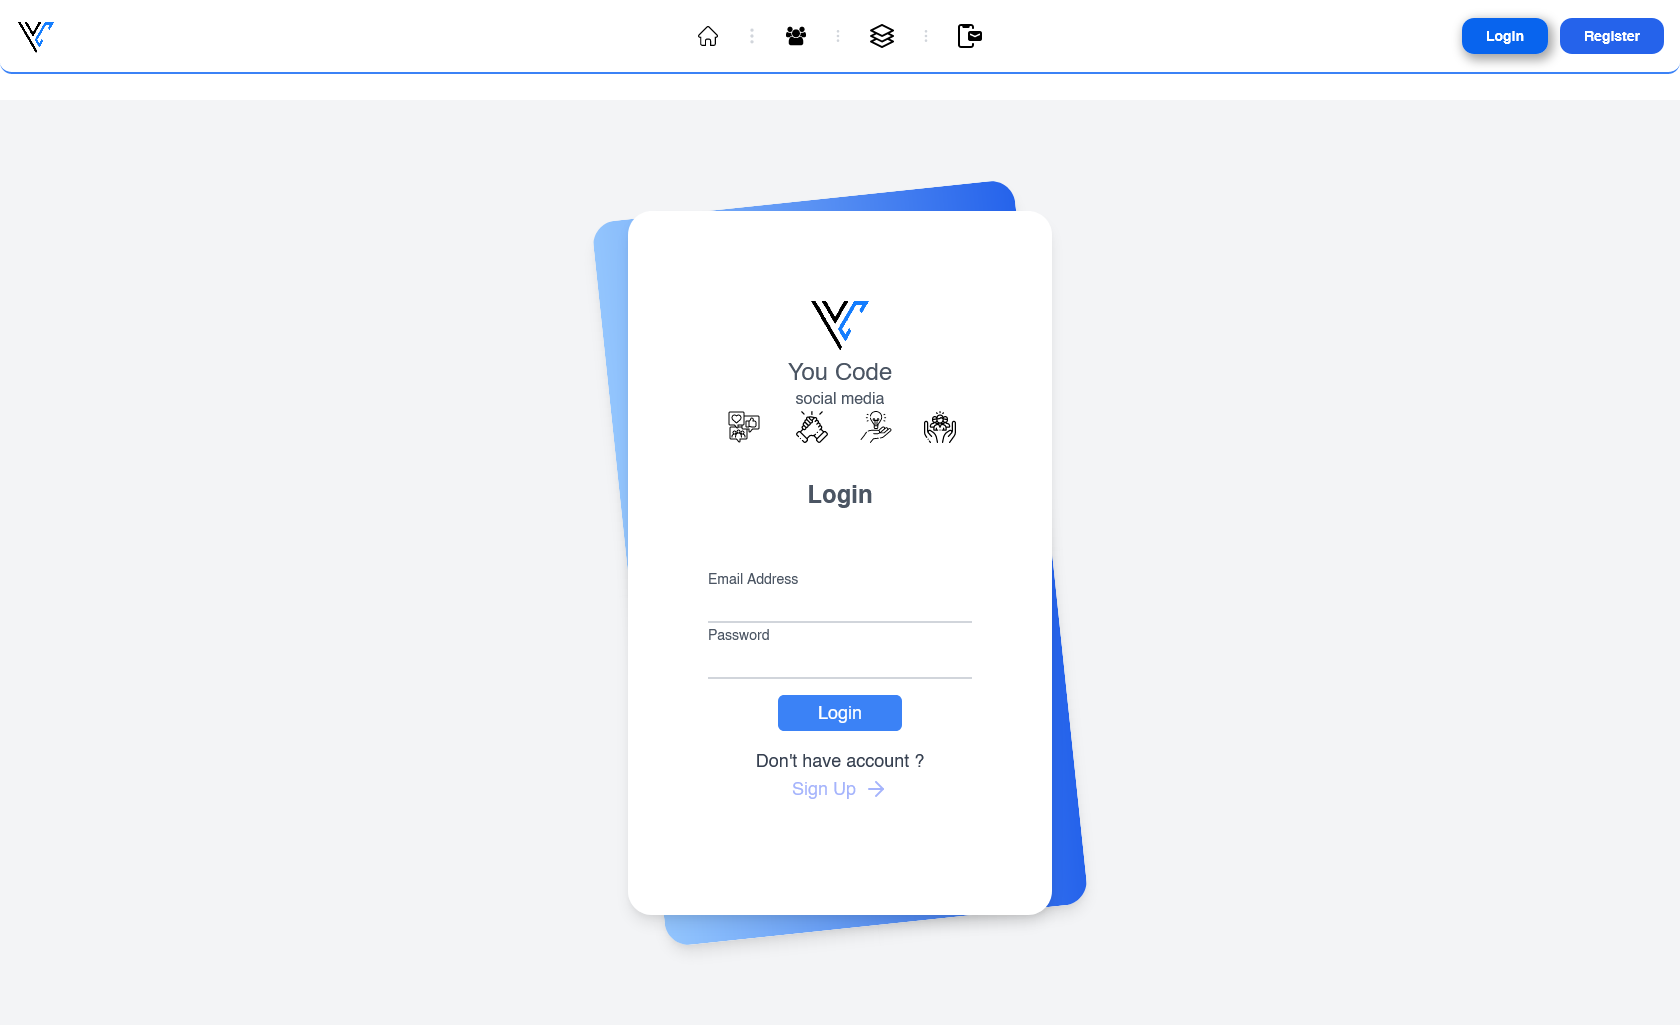 Login
Register
You Code
social media
Login
Email Address
Password
Login
Don't have account ?
Sign Up